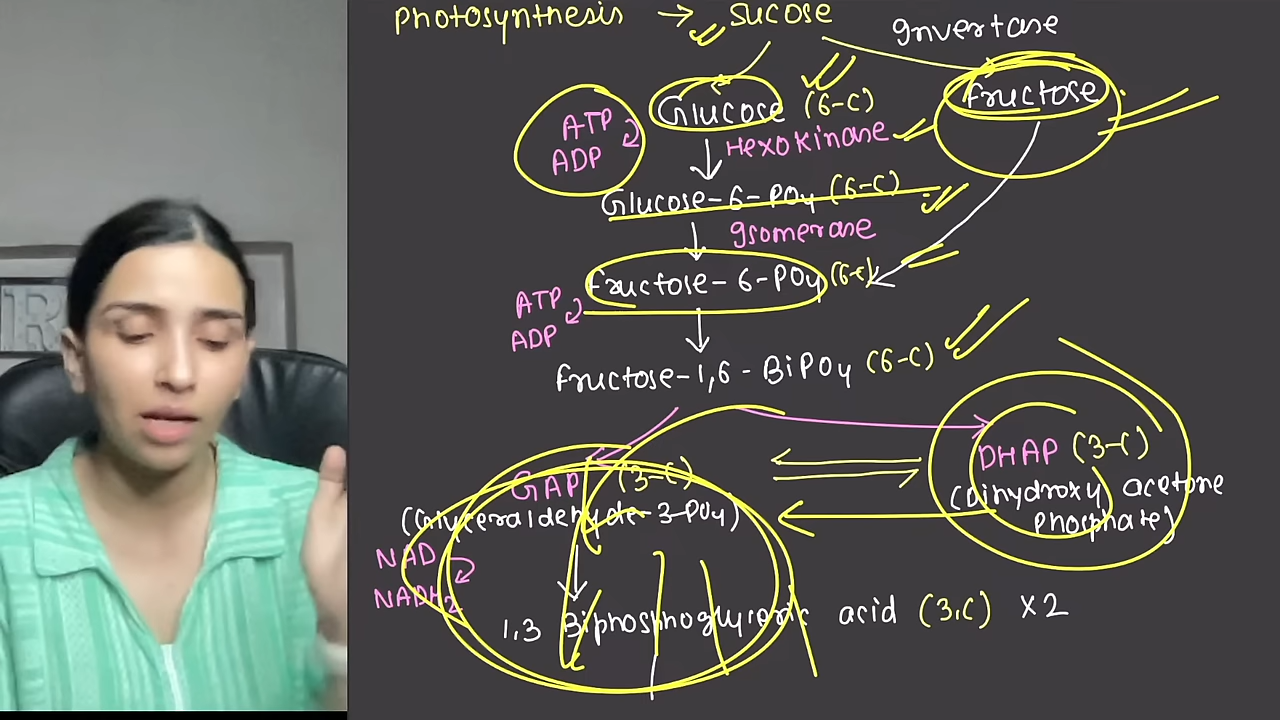 Photosynthesis → sucose
invertase
Glucose (6-C)
fructose
ATP
ADP
Hexokinase
Glucose-6-PO4 (6-C)
isomerase
fructose-6-PO4 (6-C)
ATP
ADP
fructose-1,6-BiPO4 (6-C)
GAP (3-C)
(Glyceraldehyde-3-PO4)
DHAP (3-C)
(Dihydroxy acetone
Phosphate)
NAD
NADH2
1,3 Biphosphoglyceric acid (3,C) x2
R